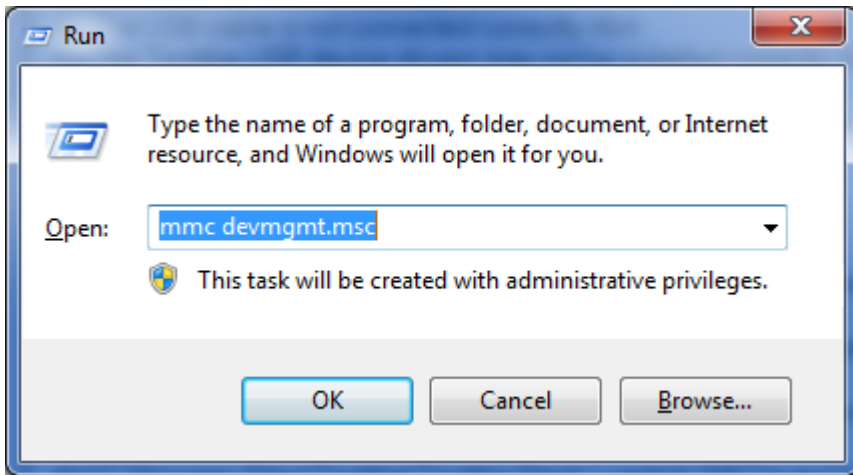 Run
Type the name of a program, folder, document, or Internet
resource, and Windows will open it for you.
Open: mmc devmgmt.msc
This task will be created with administrative privileges.
OK Cancel Browse...